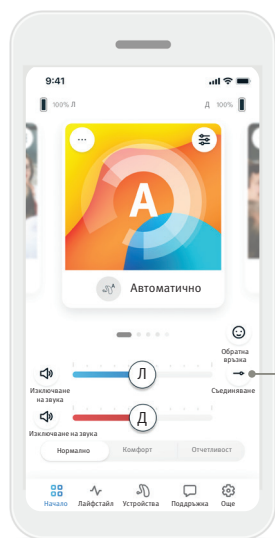 9:41
100% Л
Д 100%
A
Автоматично
Обратна
връзка
Л
Изключване
на звука
Съединяване
Д
Изключване на звука
Нормално
Комфорт
Отчетливост
Начало
Лайфстайл
Устройства
Поддръжка
Още